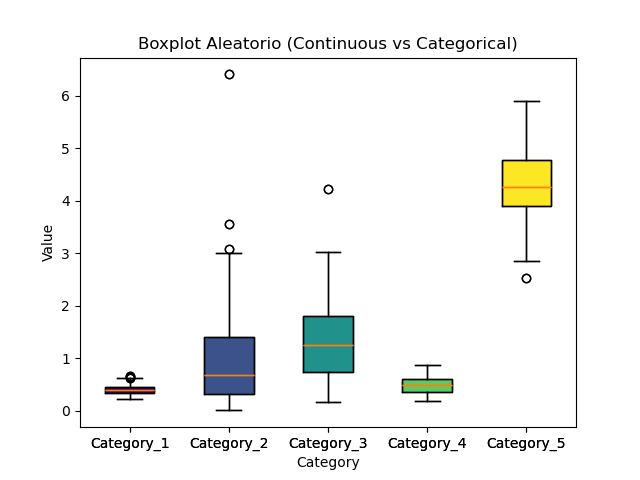 Boxplot Aleatorio (Continuous vs Categorical)
Value
6
5
4
3
2
1
0
Category_1 Category_2 Category_3 Category_4 Category_5
Category